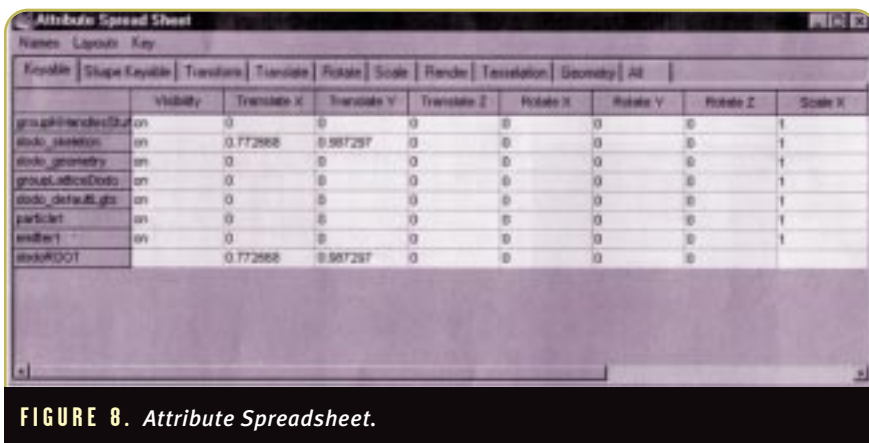 Attribute Spread Sheet
Names Layouts Key
Keyable Shape Keyable Transform Translate Rotate Scale Render Tesselation Geometry All
Visibility Translate X Translate Y Translate Z Rotate X Rotate Y Rotate Z Scale X
on 0 0 0 0 0 0 1
dodo_skeleton on 0.772668 0.987297 0 0 0 0 1
dodo_geometry on 0 0 0 0 0 0 1
groupLatticeDodo on 0 0 0 0 0 0 1
dodo_defaultLgts on 0 0 0 0 0 0 1
particle1 on 0 0 0 0 0 0 1
emitter1 on 0 0 0 0 0 0 1
dodoROOT 0.772668 0.987297 0 0 0 0
FIGURE 8. Attribute Spreadsheet.